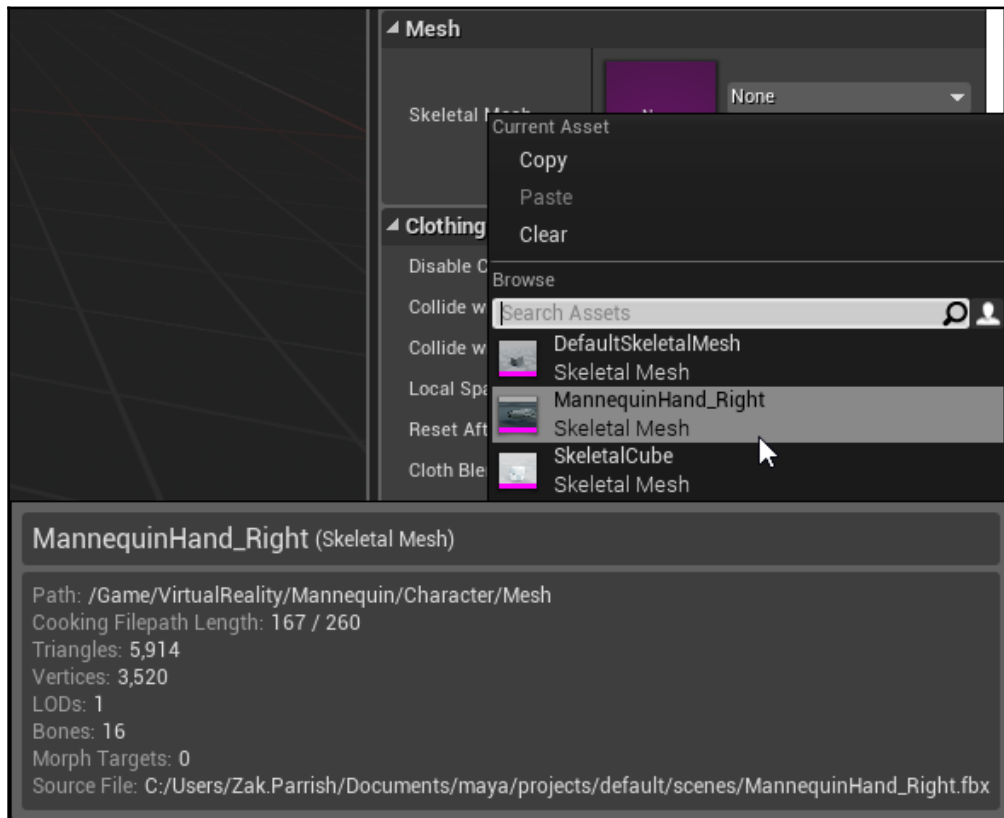 Mesh
Skeletal Mesh
None
Current Asset
Copy
Paste
Clear
Clothing
Browse
Disable C
Search Assets
Collide w
DefaultSkeletalMesh
Skeletal Mesh
Collide w
Local Spa
MannequinHand_Right
Skeletal Mesh
Reset Aft
SkeletalCube
Skeletal Mesh
Cloth Ble
MannequinHand_Right (Skeletal Mesh)
Path: /Game/VirtualReality/Mannequin/Character/Mesh
Cooking Filepath Length: 167 / 260
Triangles: 5,914
Vertices: 3,520
LODs: 1
Bones: 16
Morph Targets: 0
Source File: C:/Users/Zak.Parrish/Documents/maya/projects/default/scenes/MannequinHand_Right.fbx